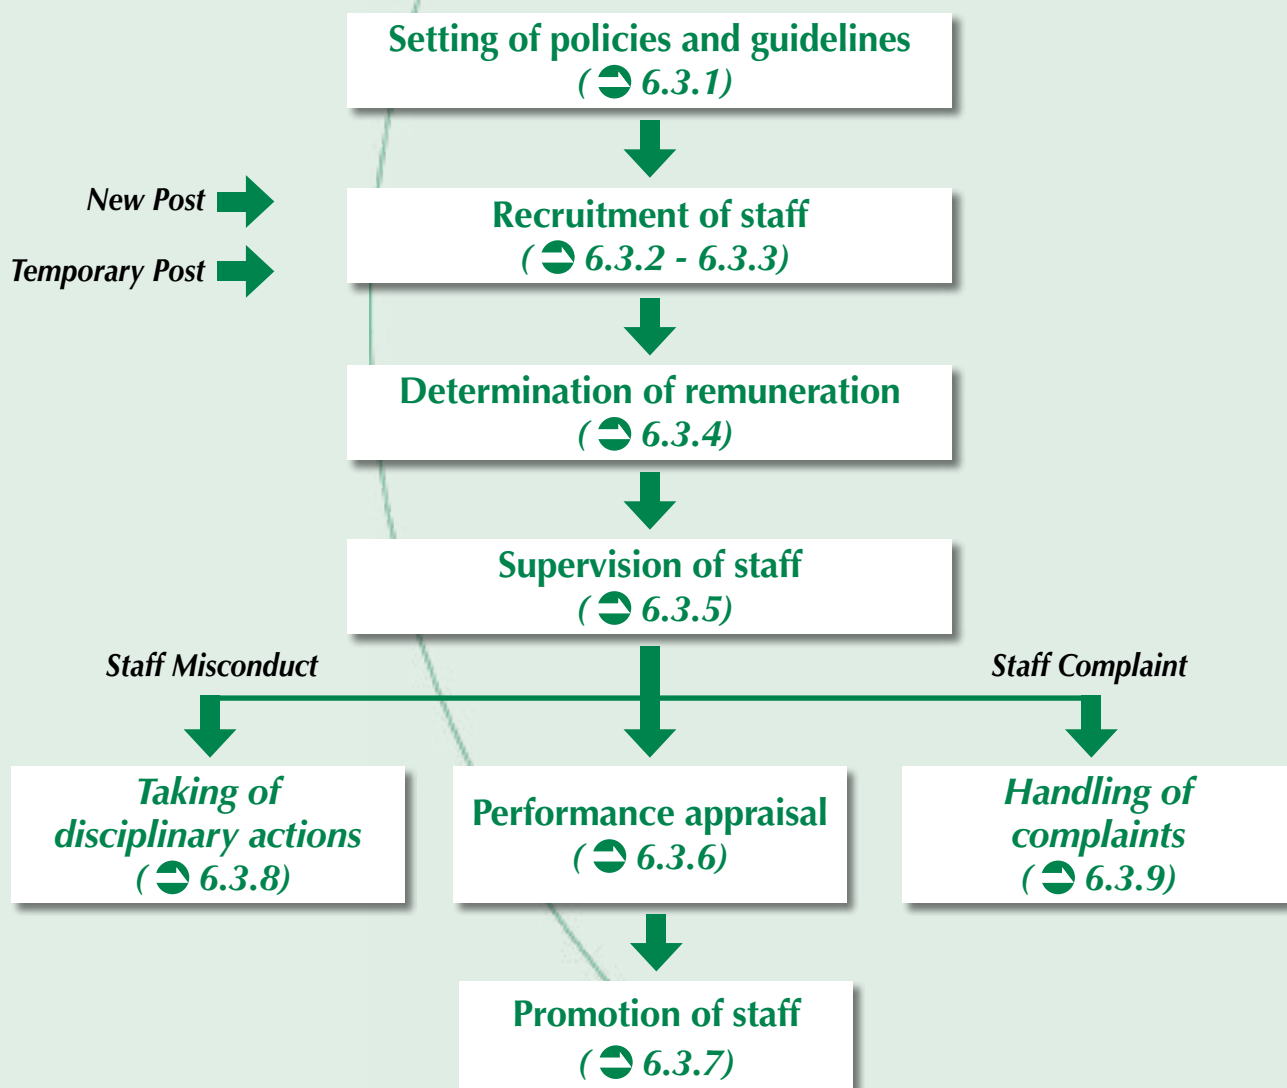 Setting of policies and guidelines
( ➲ 6.3.1)
New Post
Recruitment of staff
( ➲ 6.3.2 - 6.3.3)
Temporary Post
Determination of remuneration
( ➲ 6.3.4)
Supervision of staff
( ➲ 6.3.5)
Staff Misconduct
Staff Complaint
Taking of
disciplinary actions
( ➲ 6.3.8)
Performance appraisal
( ➲ 6.3.6)
Handling of
complaints
( ➲ 6.3.9)
Promotion of staff
( ➲ 6.3.7)